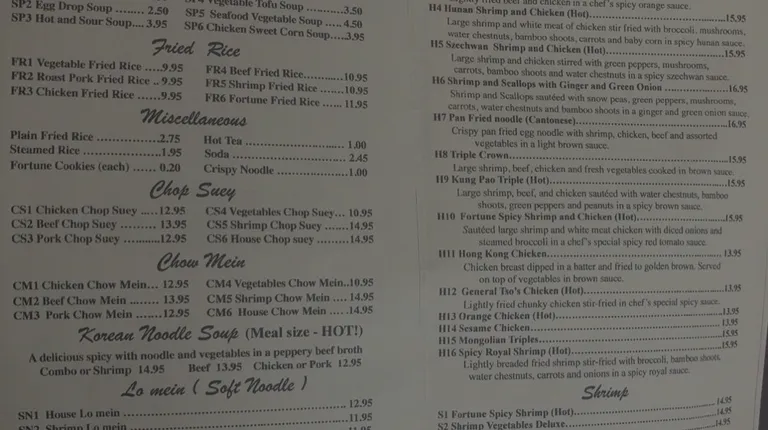 SP2 Egg Drop Soup ........ 2.50
SP3 Hot and Sour Soup.... 3.95
Vegetable Tofu Soup ..........3.50
SP5 Seafood Vegetable Soup ..... 4.50
SP6 Chicken Sweet Corn Soup.....3.95
Fried Rice
FR1 Vegetable Fried Rice .....9.95
FR2 Roast Pork Fried Rice .. 9.95
FR3 Chicken Fried Rice ......9.95
FR4 Beef Fried Rice............10.95
FR5 Shrimp Fried Rice .......10.95
FR6 Fortune Fried Rice ...... 11.95
Miscellaneous
Plain Fried Rice ................2.75
Steamed Rice ....................1.95
Fortune Cookies (each) ...... 0.20
Hot Tea ........................... 1.00
Soda ................................ 2.45
Crispy Noodle ...................1.00
Chop Suey
CS1 Chicken Chop Suey .....12.95
CS2 Beef Chop Suey ......... 13.95
CS3 Pork Chop Suey ...........12.95
CS4 Vegetables Chop Suey... 10.95
CS5 Shrimp Chop Suey .......14.95
CS6 House Chop suey .........14.95
Chow Mein
CM1 Chicken Chow Mein... 12.95
CM2 Beef Chow Mein ........ 13.95
CM3 Pork Chow Mein ....... 12.95
CM4 Vegetables Chow Mein..10.95
CM5 Shrimp Chow Mein .... 14.95
CM6 House Chow Mein .....14.95
Korean Noodle Soup (Meal size - HOT!)
A delicious spicy with noodle and vegetables in a peppery beef broth
Combo or Shrimp 14.95 Beef 13.95 Chicken or Pork 12.95
Lo mein ( Soft Noodle )
SN1 House Lo mein ............................................ 12.95
SN2 Shrimp Lo mein ............................................ 11.95
11.95
beef and chicken in a chef's spicy orange sauce.
H4 Hunan Shrimp and Chicken (Hot)...................................15.95
Large shrimp and white meat of chicken stir fried with broccoli, mushrooms,
water chestnuts, bamboo shoots, carrots and baby corn in spicy hunan sauce.
H5 Szechwan Shrimp and Chicken (Hot)...............................15.95
Large shrimp and chicken stirred with green peppers, mushrooms,
carrots, bamboo shoots and water chestnuts in a spicy szechwan sauce.
H6 Shrimp and Scallops with Ginger and Green Onion ....................16.95
Shrimp and Scallops sautéed with snow peas, green peppers, mushrooms,
carrots, water chestnuts and bamboo shoots in a ginger and green onion sauce.
H7 Pan Fried noodle (Cantonese)........................................16.95
Crispy pan fried egg noodle with shrimp, chicken, beef and assorted
vegetables in a light brown sauce.
H8 Triple Crown............................................................15.95
Large shrimp, beef, chicken and fresh vegetables cooked in brown sauce.
H9 Kung Pao Triple (Hot)..................................................15.95
Large shrimp, beef, and chicken sautéed with water chestnuts, bamboo
shoots, green peppers and peanuts in a spicy brown sauce.
H10 Fortune Spicy Shrimp and Chicken (Hot)..............................15.95
Sautéed large shrimp and white meat chicken with diced onions and
steamed broccoli in a chef's special spicy red tomato sauce.
H11 Hong Kong Chicken.................................................... 13.95
Chicken breast dipped in a batter and fried to golden brown. Served
on top of vegetables in brown sauce.
H12 General Tso's Chicken (Hot)..........................................13.95
Lightly fried chunky chicken stir-fried in chef's special spicy sauce.
H13 Orange Chicken (Hot)..................................................13.95
H14 Sesame Chicken.........................................................13.95
H15 Mongolian Triples.......................................................15.95
H16 Spicy Royal Shrimp (Hot)..............................................15.95
Lightly breaded fried shrimp stir-fried with broccoli, bamboo shoots,
water chestnuts, carrots and onions in a spicy royal sauce.
Shrimp
S1 Fortune Spicy Shrimp (Hot)............................................14.95
S2 Shrimp Vegetables Deluxe..............................................14.95
14.95